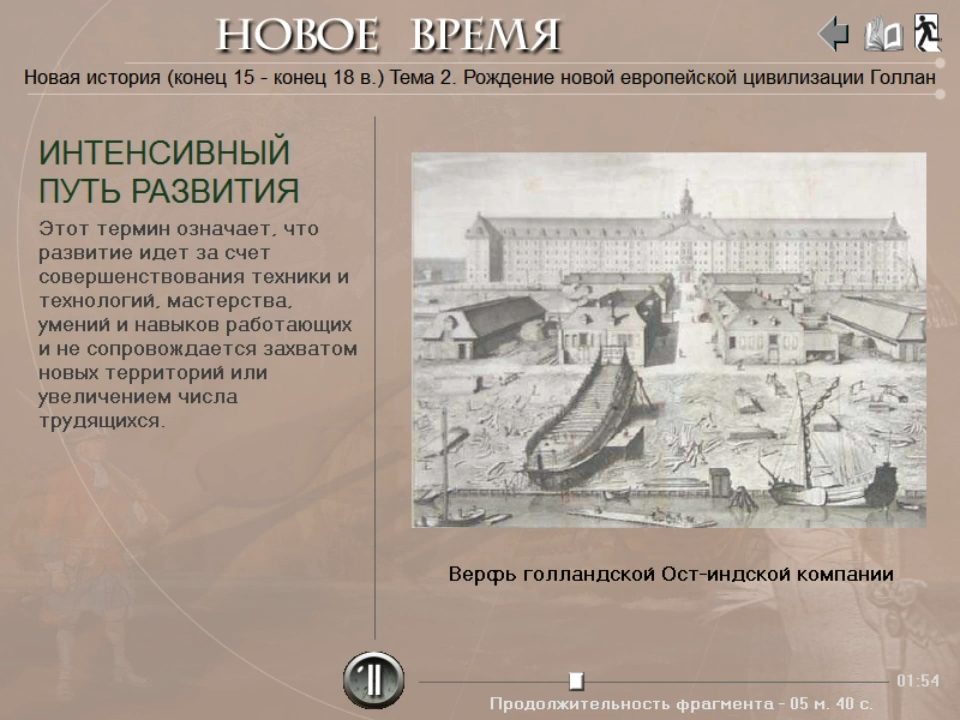 НОВОЕ ВРЕМЯ
Новая история (конец 15 - конец 18 в.) Тема 2. Рождение новой европейской цивилизации Голлан
ИНТЕНСИВНЫЙ
ПУТЬ РАЗВИТИЯ
Этот термин означает, что
развитие идет за счет
совершенствования техники и
технологий, мастерства,
умений и навыков работающих
и не сопровождается захватом
новых территорий или
увеличением числа
трудящихся.
Верфь голландской Ост-индской компании
01:54
Продолжительность фрагмента - 05 м. 40 с.